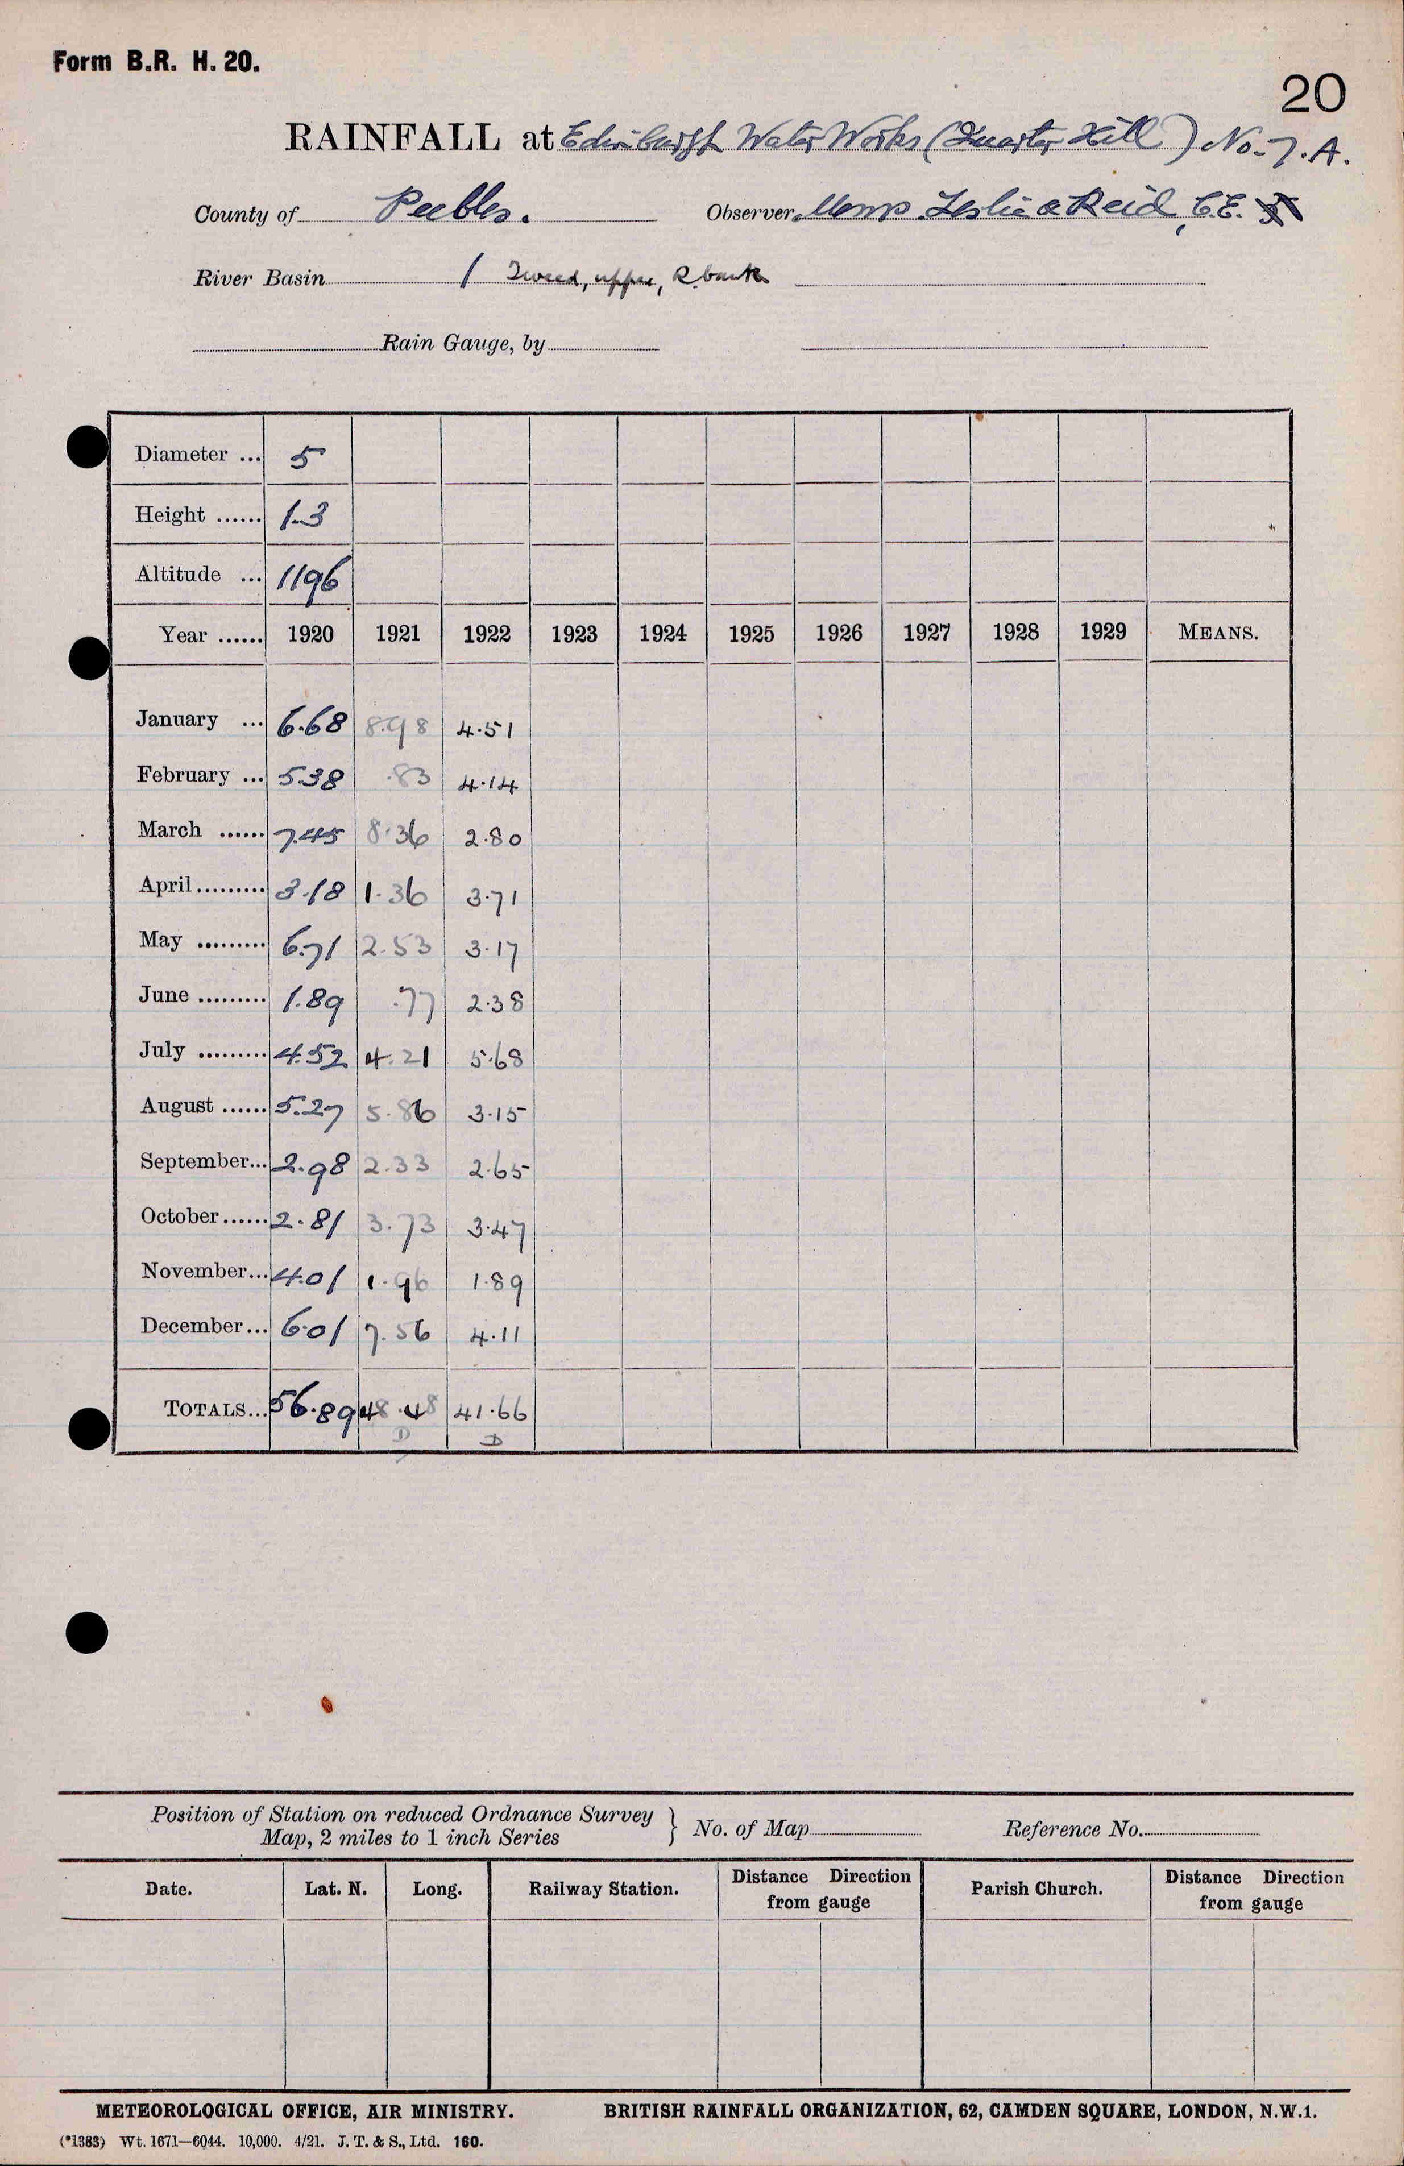 Form B.R. H. 20.
20
RAINFALL at Edinburgh Water Works (Quarter Hill) No. 7. A.
County of Peebles. Observer, Messrs. Leslie & Reid, C.E.
River Basin 1 Tweed, upper, R. bank
Rain Gauge, by
Diameter ... 5
Height ...... 1.3
Altitude ... 1196
Year ...... 1920 1921 1922 1923 1924 1925 1926 1927 1928 1929 MEANS.
January ... 6.68 8.98 4.51
February ... 5.38 .83 4.14
March ...... 7.45 8.36 2.80
April ......... 3.18 1.36 3.71
May ......... 6.71 2.53 3.17
June ......... 1.89 .77 2.38
July ......... 4.52 4.21 5.68
August ...... 5.27 5.86 3.15
September... 2.98 2.33 2.65
October...... 2.81 3.73 3.47
November... 4.01 1.96 1.89
December... 6.01 7.56 4.11
TOTALS... 56.89 48.48 41.66
D D
Position of Station on reduced Ordnance Survey
Map, 2 miles to 1 inch Series } No. of Map Reference No.
Date. Lat. N. Long. Railway Station. Distance Direction from gauge Parish Church. Distance Direction from gauge
METEOROLOGICAL OFFICE, AIR MINISTRY. BRITISH RAINFALL ORGANIZATION, 62, CAMDEN SQUARE, LONDON, N.W.1.
(*1383) Wt. 1671—6044. 10,000. 4/21. J. T. & S., Ltd. 160.